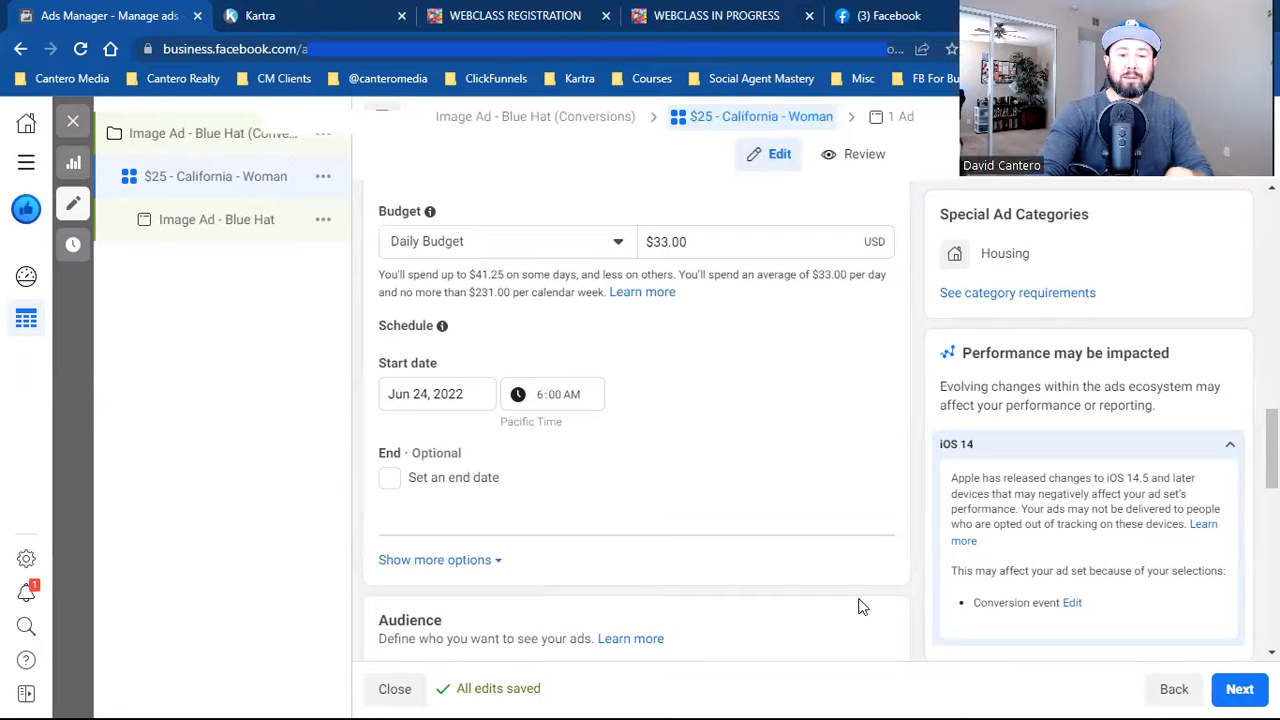 Ads Manager - Manage ads -
Kartra
WEBCLASS REGISTRATION
WEBCLASS IN PROGRESS
(3) Facebook
business.facebook.com/a
o...
Cantero Media
Cantero Realty
CM Clients
@canteromedia
ClickFunnels
Kartra
Courses
Social Agent Mastery
Misc
FB For Bu
David Cantero
Image Ad - Blue Hat (Conve...
$25 - California - Woman
Image Ad - Blue Hat
1
Image Ad - Blue Hat (Conversions)
$25 - California - Woman
1 Ad
Edit
Review
Budget
Daily Budget
$33.00
USD
You'll spend up to $41.25 on some days, and less on others. You'll spend an average of $33.00 per day
and no more than $231.00 per calendar week. Learn more
Schedule
Start date
Jun 24, 2022
6:00 AM
Pacific Time
End · Optional
Set an end date
Show more options
Audience
Define who you want to see your ads. Learn more
Special Ad Categories
Housing
See category requirements
Performance may be impacted
Evolving changes within the ads ecosystem may
affect your performance or reporting.
iOS 14
Apple has released changes to iOS 14.5 and later
devices that may negatively affect your ad set's
performance. Your ads may not be delivered to people
who are opted out of tracking on these devices. Learn
more
This may affect your ad set because of your selections:
• Conversion event Edit
Close
All edits saved
Back
Next